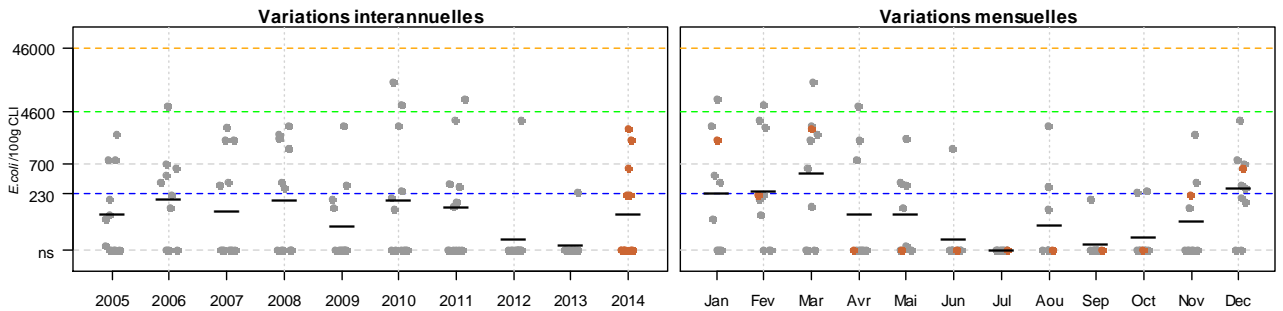 Variations interannuelles
Variations mensuelles
E.coli/100g CLI
46000
4600
700
230
ns
2005 2006 2007 2008 2009 2010 2011 2012 2013 2014
Jan Fev Mar Avr Mai Jun Jul Aou Sep Oct Nov Dec